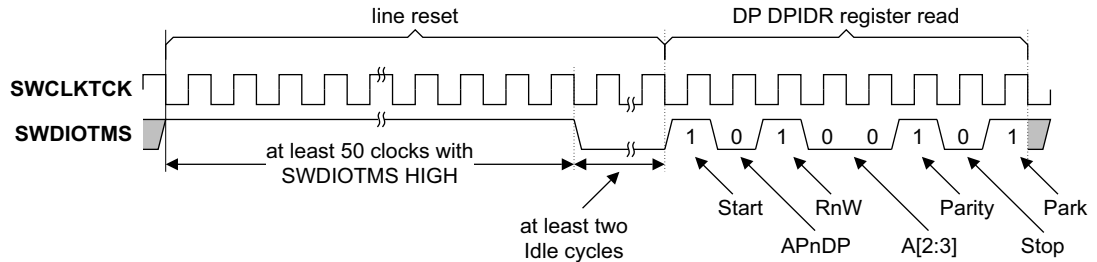 line reset
DP DPIDR register read
SWCLKTCK
SWDIOTMS
1 0 1 0 0 1 0 1
at least 50 clocks with
SWDIOTMS HIGH
at least two
Idle cycles
Start
RnW
Parity
Park
APnDP
A[2:3]
Stop